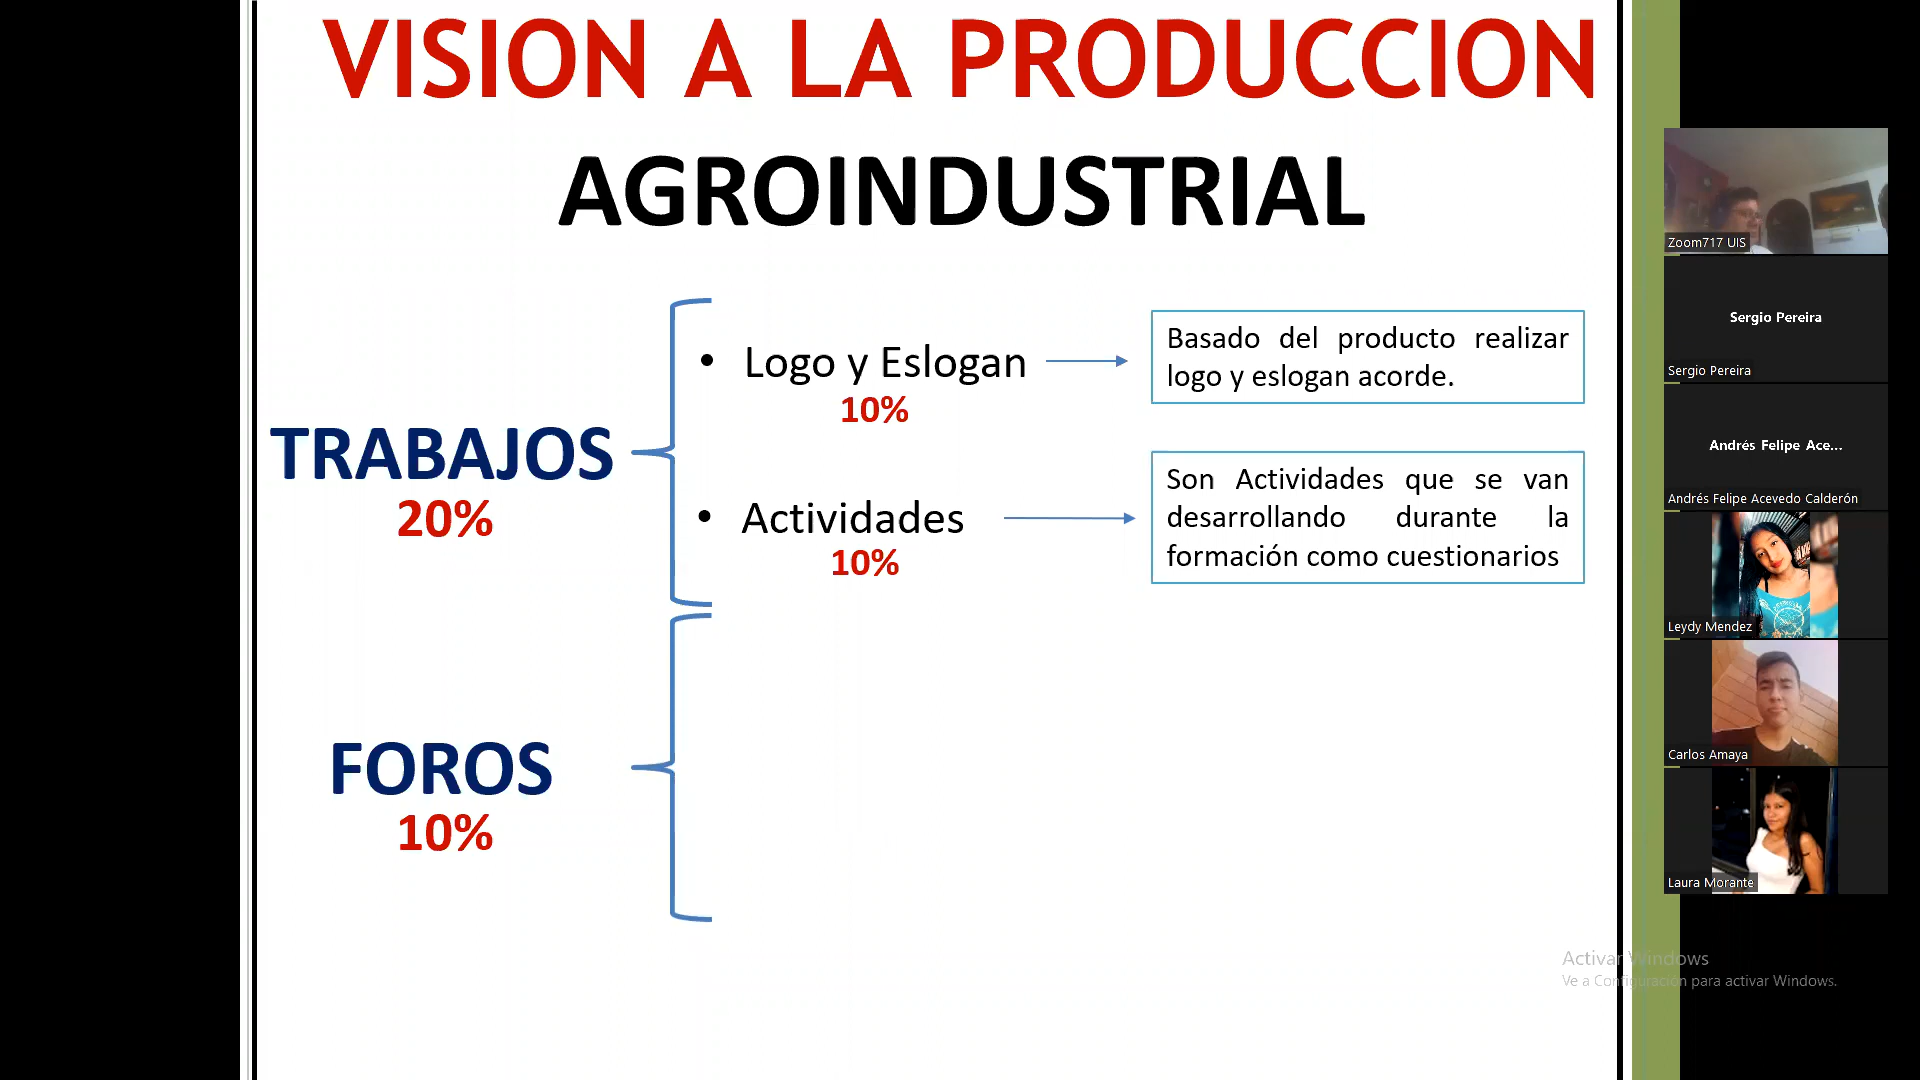 VISION A LA PRODUCCION
AGROINDUSTRIAL
TRABAJOS
20%
• Logo y Eslogan
10%
Basado del producto realizar
logo y eslogan acorde.
• Actividades
10%
Son Actividades que se van
desarrollando durante la
formación como cuestionarios
FOROS
10%
Zoom717 UIS
Sergio Pereira
Sergio Pereira
Andrés Felipe Ace...
Andrés Felipe Acevedo Calderón
Leydy Mendez
Carlos Amaya
Laura Morante
Activar Windows
Ve a Configuración para activar Windows.